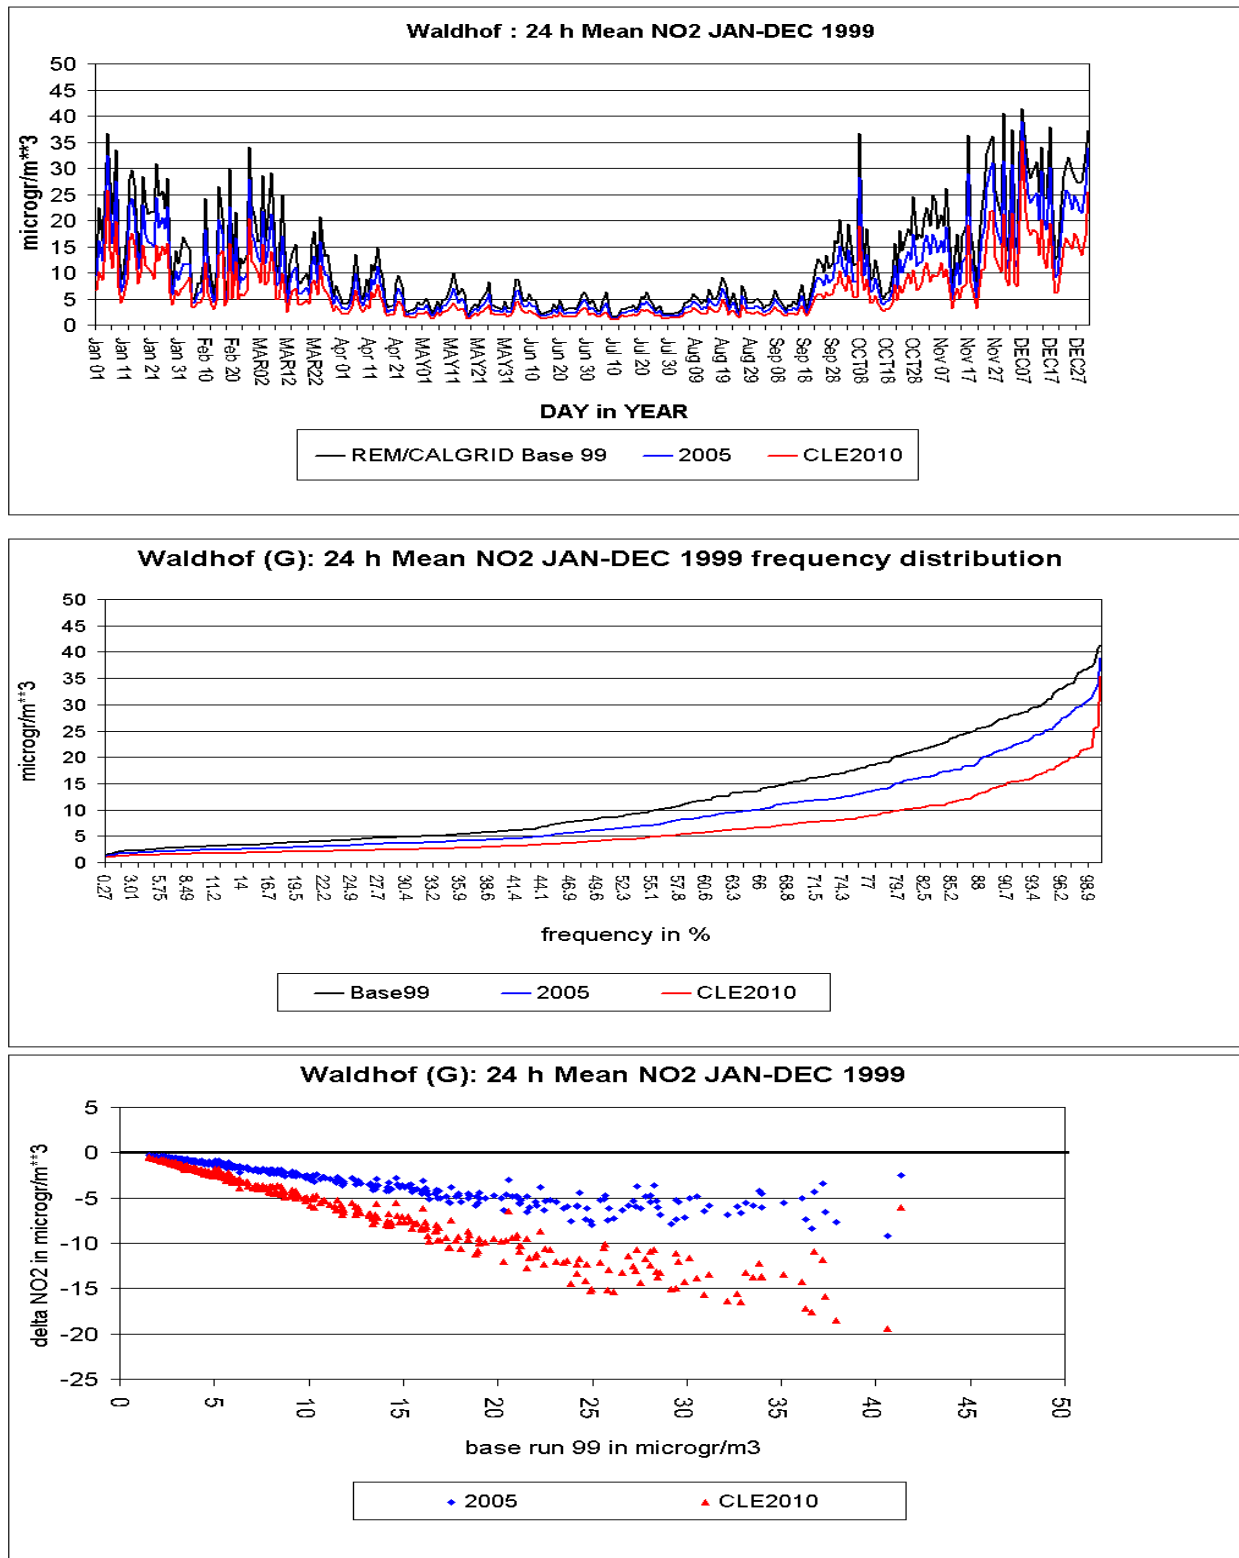 Waldhof : 24 h Mean NO2 JAN-DEC 1999
microgr/m**3
50
45
40
35
30
25
20
15
10
5
0
Jan 01
Jan 11
Jan 21
Jan 31
Feb 10
Feb 20
MAR02
MAR12
MAR22
Apr 01
Apr 11
Apr 21
MAY01
MAY11
MAY21
MAY31
Jun 10
Jun 20
Jun 30
Jul 10
Jul 20
Jul 30
Aug 09
Aug 19
Aug 29
Sep 08
Sep 18
Sep 28
OCT08
OCT18
OCT28
Nov 07
Nov 17
Nov 27
DEC07
DEC17
DEC27
DAY in YEAR
REM/CALGRID Base 99 2005 CLE2010
Waldhof (G): 24 h Mean NO2 JAN-DEC 1999 frequency distribution
microgr/m**3
50
45
40
35
30
25
20
15
10
5
0
0.27
3.01
5.75
8.49
11.2
14
16.7
19.5
22.2
24.9
27.7
30.4
33.2
35.9
38.6
41.4
44.1
46.9
49.6
52.3
55.1
57.8
60.6
63.3
66
68.8
71.5
74.3
77
79.7
82.5
85.2
88
90.7
93.4
96.2
98.9
frequency in %
Base99 2005 CLE2010
Waldhof (G): 24 h Mean NO2 JAN-DEC 1999
delta NO2 in microgr/m**3
5
0
-5
-10
-15
-20
-25
0
5
10
15
20
25
30
35
40
45
50
base run 99 in microgr/m3
2005 CLE2010